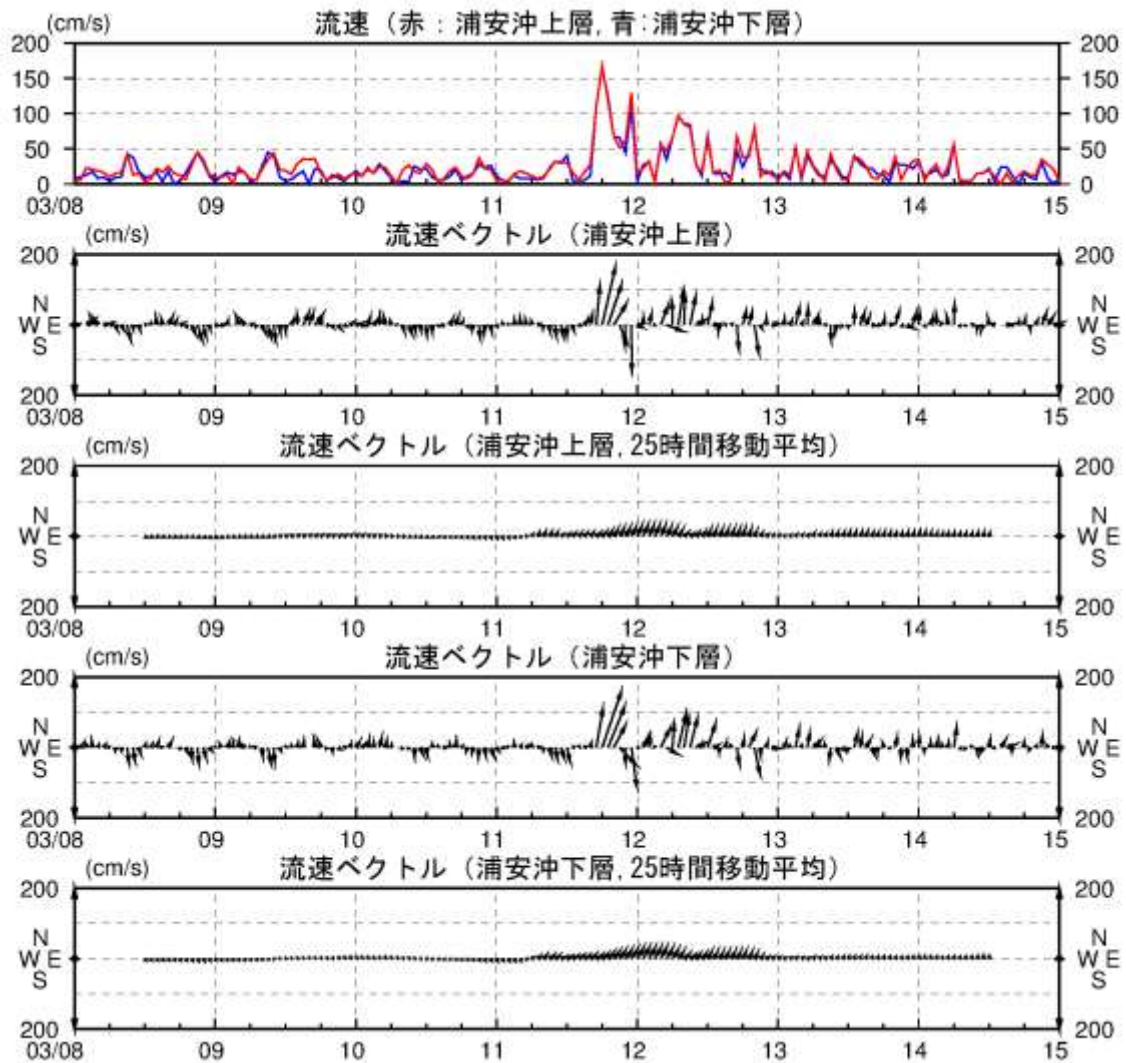 (cm/s) 流速（赤：浦安沖上層, 青：浦安沖下層）
200 200
150 150
100 100
50 50
0 0
03/08 09 10 11 12 13 14 15
(cm/s) 流速ベクトル（浦安沖上層）
200 200
N N
W E W E
S S
200 200
03/08 09 10 11 12 13 14 15
(cm/s) 流速ベクトル（浦安沖上層, 25時間移動平均）
200 200
N N
W E W E
S S
200 200
03/08 09 10 11 12 13 14 15
(cm/s) 流速ベクトル（浦安沖下層）
200 200
N N
W E W E
S S
200 200
03/08 09 10 11 12 13 14 15
(cm/s) 流速ベクトル（浦安沖下層, 25時間移動平均）
200 200
N N
W E W E
S S
200 200
03/08 09 10 11 12 13 14 15